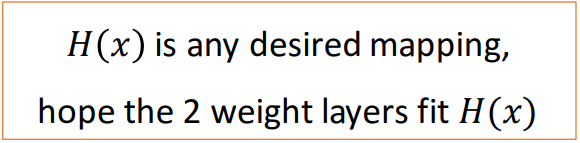 H(x) is any desired mapping,
hope the 2 weight layers fit H(x)